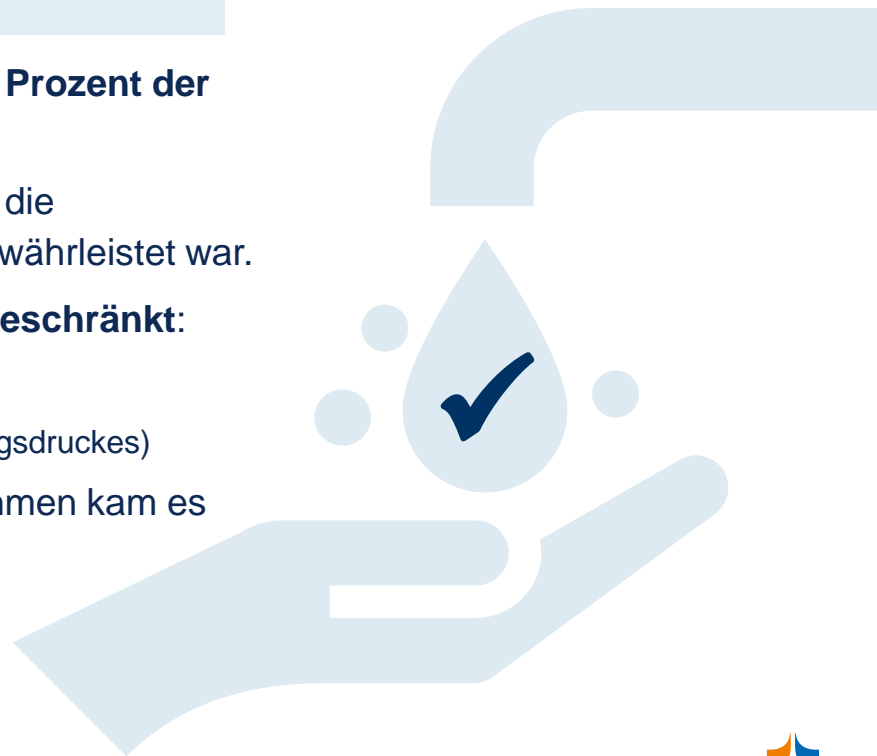 Prozent der
die
währleistet war.
eschränkt:
gsdruckes)
men kam es